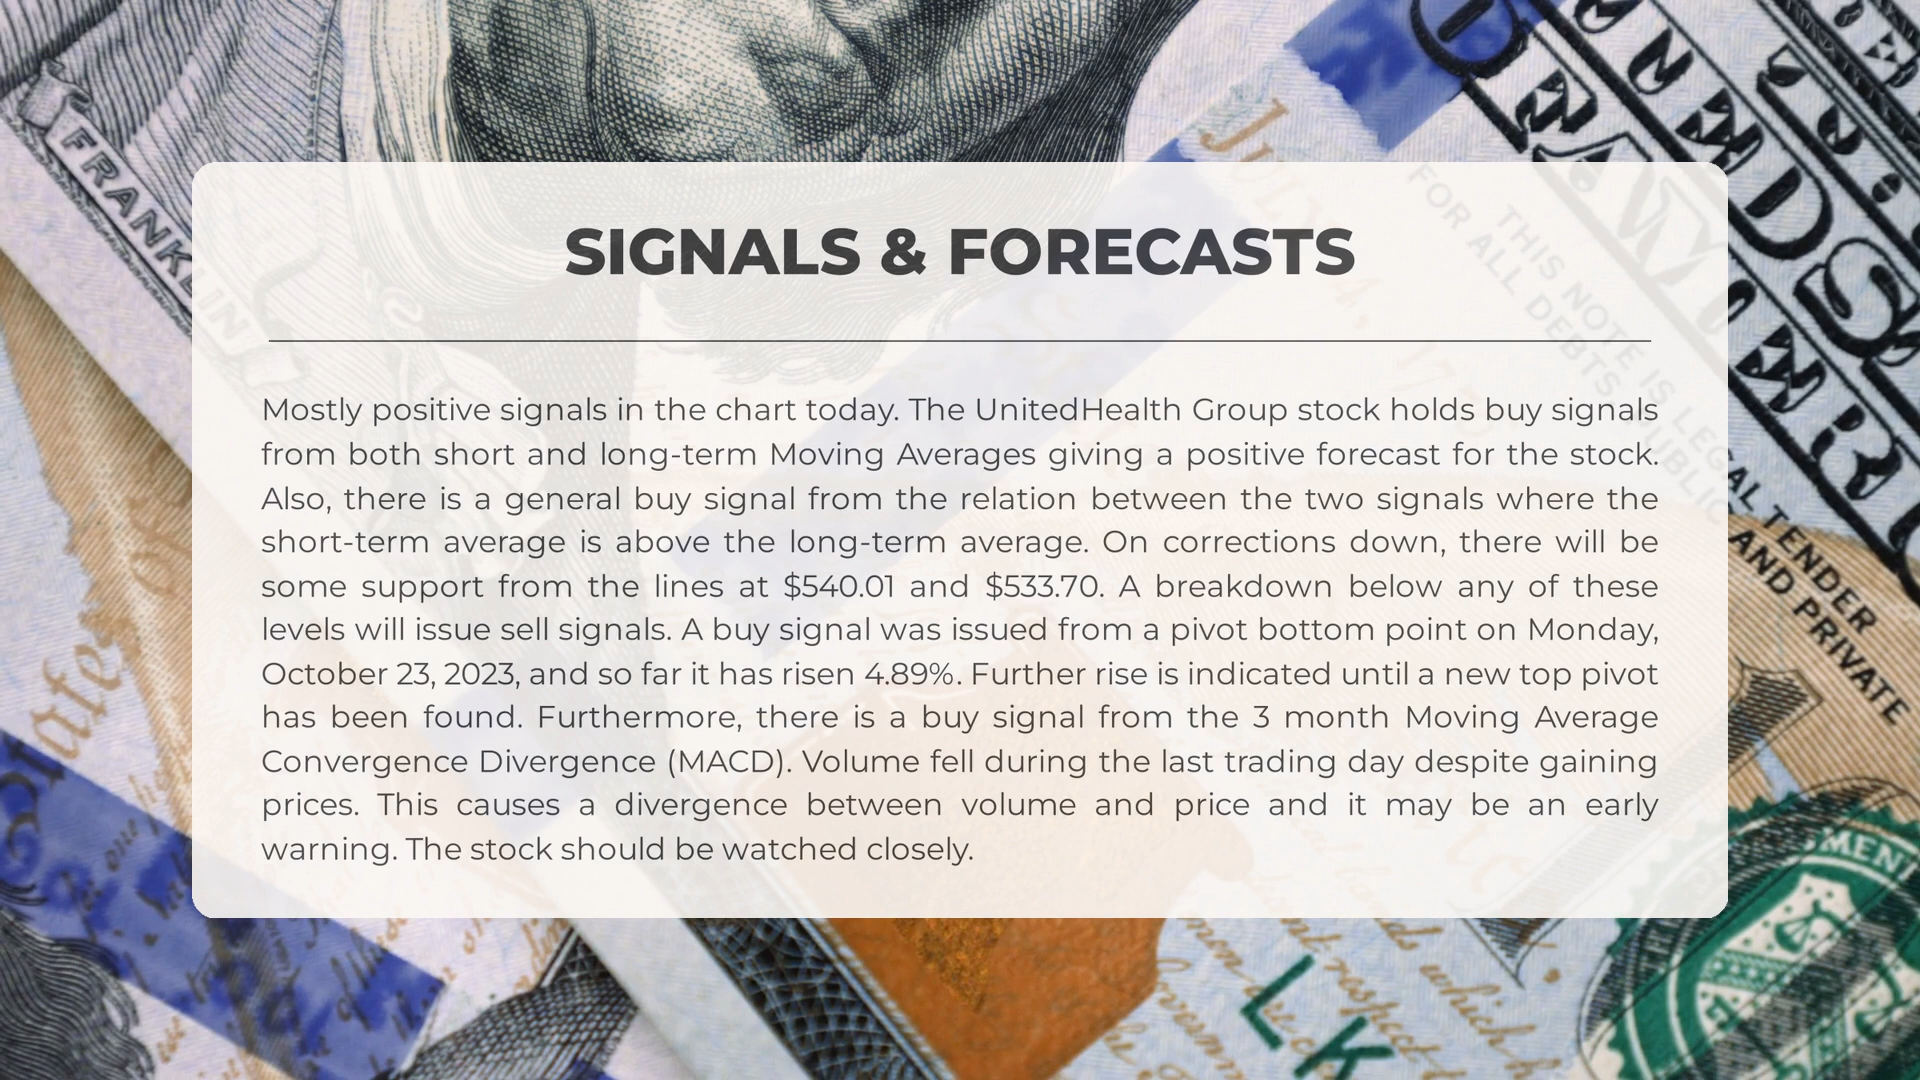 FRANKLIN
SIGNALS & FORECASTS
Mostly positive signals in the chart today. The UnitedHealth Group stock holds buy signals
from both short and long-term Moving Averages giving a positive forecast for the stock.
Also, there is a general buy signal from the relation between the two signals where the
short-term average is above the long-term average. On corrections down, there will be
some support from the lines at $540.01 and $533.70. A breakdown below any of these
levels will issue sell signals. A buy signal was issued from a pivot bottom point on Monday,
October 23, 2023, and so far it has risen 4.89%. Further rise is indicated until a new top pivot
has been found. Furthermore, there is a buy signal from the 3 month Moving Average
Convergence Divergence (MACD). Volume fell during the last trading day despite gaining
prices. This causes a divergence between volume and price and it may be an early
warning. The stock should be watched closely.
THIS NOTE IS LEGAL TENDER
FOR ALL DEBTS, PUBLIC AND PRIVATE
JULY 4,
L K